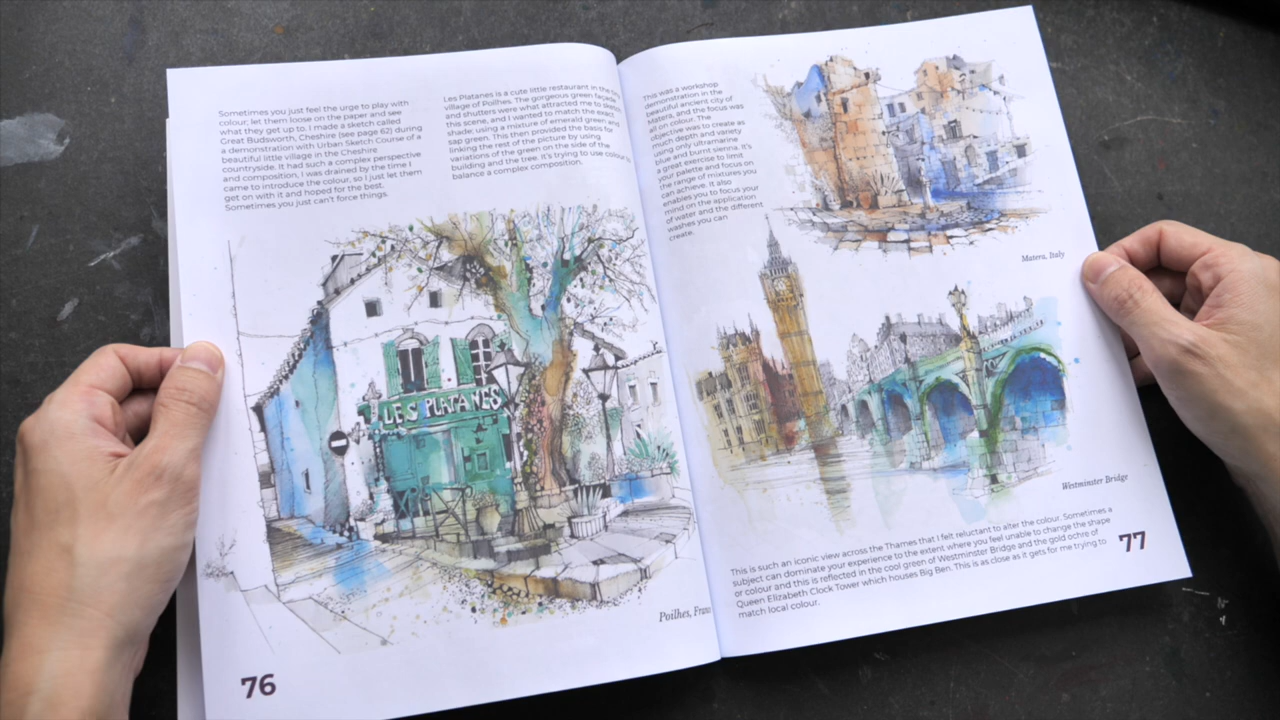 Sometimes you just feel the urge to play with
colour; let them loose on the paper and see
what they get up to. I made a sketch called
Great Budsworth, Cheshire (see page 62) during
a demonstration with Urban Sketch Course of a
beautiful little village in the Cheshire
countryside. It had such a complex perspective
and composition, I was drained by the time I
came to introduce the colour, so I just let them
get on with it and hoped for the best.
Sometimes you just can't force things.
Les Platanes is a cute little restaurant in the
village of Poilhes. The gorgeous green façade
and shutters were what attracted me to sketch
this scene, and I wanted to match the exact
shade; using a mixture of emerald green and
sap green. This then provided the basis for
linking the rest of the picture by using
variations of the green on the side of the
building and the tree. It's trying to use colour to
balance a complex composition.
LES PLATANES
Poilhes,
76
This was a workshop
demonstration in the
beautiful ancient city of
Matera, and the focus was
all on colour. The
objective was to create as
much depth and variety
using only ultramarine
blue and burnt sienna. It's
a great exercise to limit
your palette and focus on
the range of mixtures you
can achieve. It also
enables you to focus your
mind on the application
of water and the different
washes you can
create.
Matera, Italy
Westminster Bridge
This is such an iconic view across the Thames that I felt reluctant to alter the colour. Sometimes a
subject can dominate your experience to the extent where you feel unable to change the shape
or colour and this is reflected in the cool green of Westminster Bridge and the gold ochre of
Queen Elizabeth Clock Tower which houses Big Ben. This is as close as it gets for me trying to
match local colour.
77